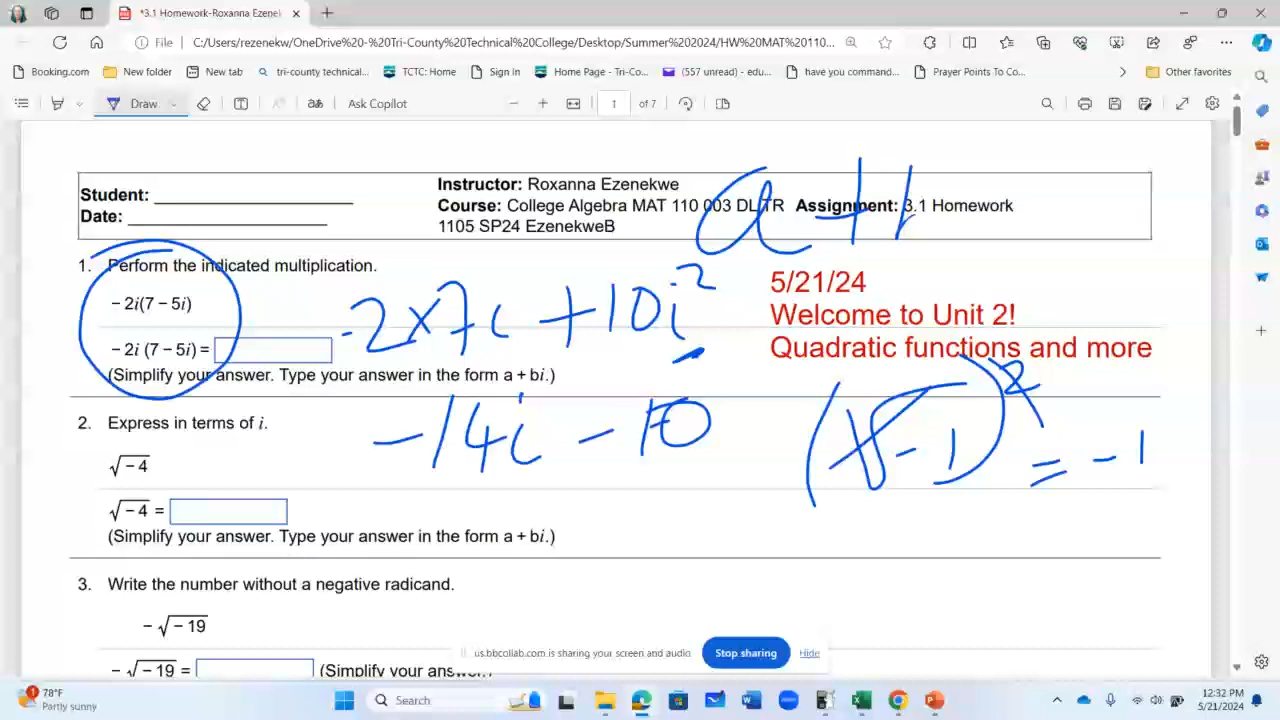 *3.1 Homework-Roxanna Ezenekw
File
C:/Users/rezenekw/OneDrive%20-%20Tri-County%20Technical%20College/Desktop/Summer%202024/HW%20MAT%20110...
Booking.com New folder New tab tri-county technical... TCTC: Home Sign In Home Page - Tri-Co... (557 unread) - edu... have you command... Prayer Points To Co... Other favorites
Draw Ask Copilot 1 of 7
Student:
Date:
Instructor: Roxanna Ezenekwe
Course: College Algebra MAT 110 003 DL TR
1105 SP24 EzenekweB
Assignment: 3.1 Homework
a +
1. Perform the indicated multiplication.
− 2i(7 − 5i)
− 2i (7 − 5i) =
(Simplify your answer. Type your answer in the form a + bi.)
-2x7i + 10i²
-14i - 10
5/21/24
Welcome to Unit 2!
Quadratic functions and more
(√-1)² = -1
2. Express in terms of i.
√−4
√−4 =
(Simplify your answer. Type your answer in the form a + bi.)
3. Write the number without a negative radicand.
− √−19
− √−19 = (Simplify your answer.)
us.bbcollab.com is sharing your screen and audio. Stop sharing Hide
1 78°F
Partly sunny
Search
12:32 PM
5/21/2024